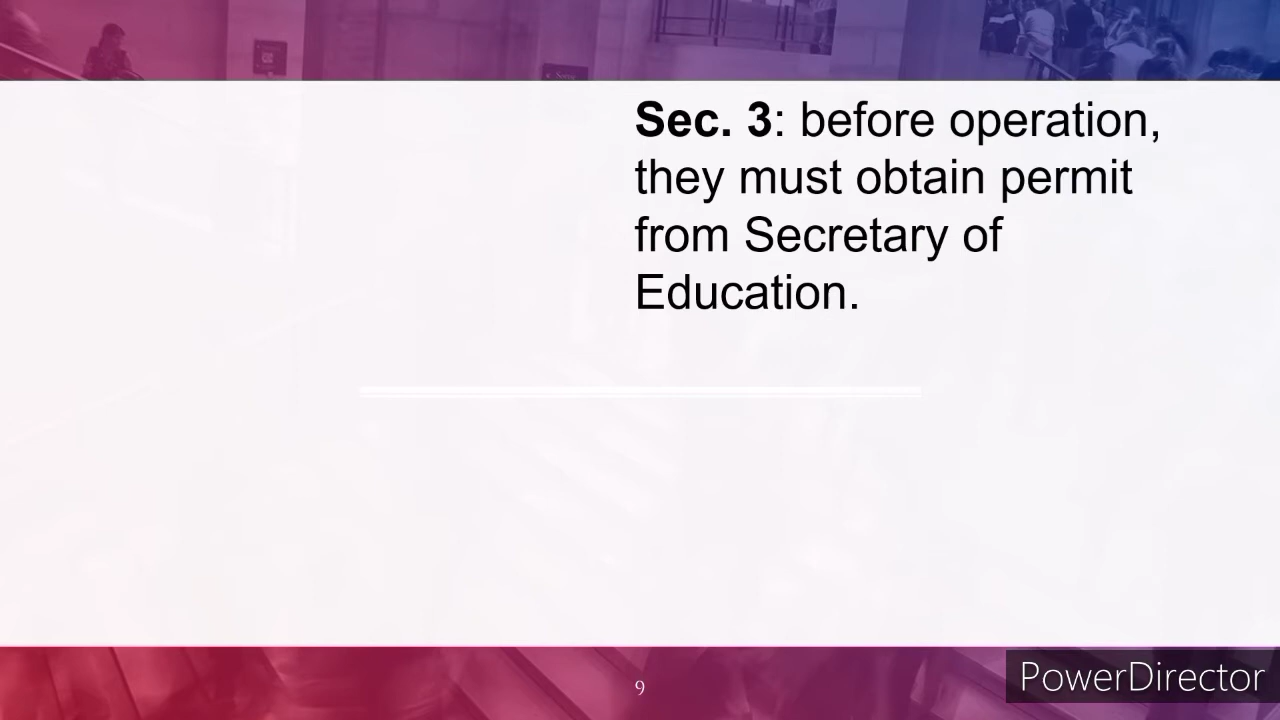 Sec. 3: before operation,
they must obtain permit
from Secretary of
Education.
9
PowerDirector